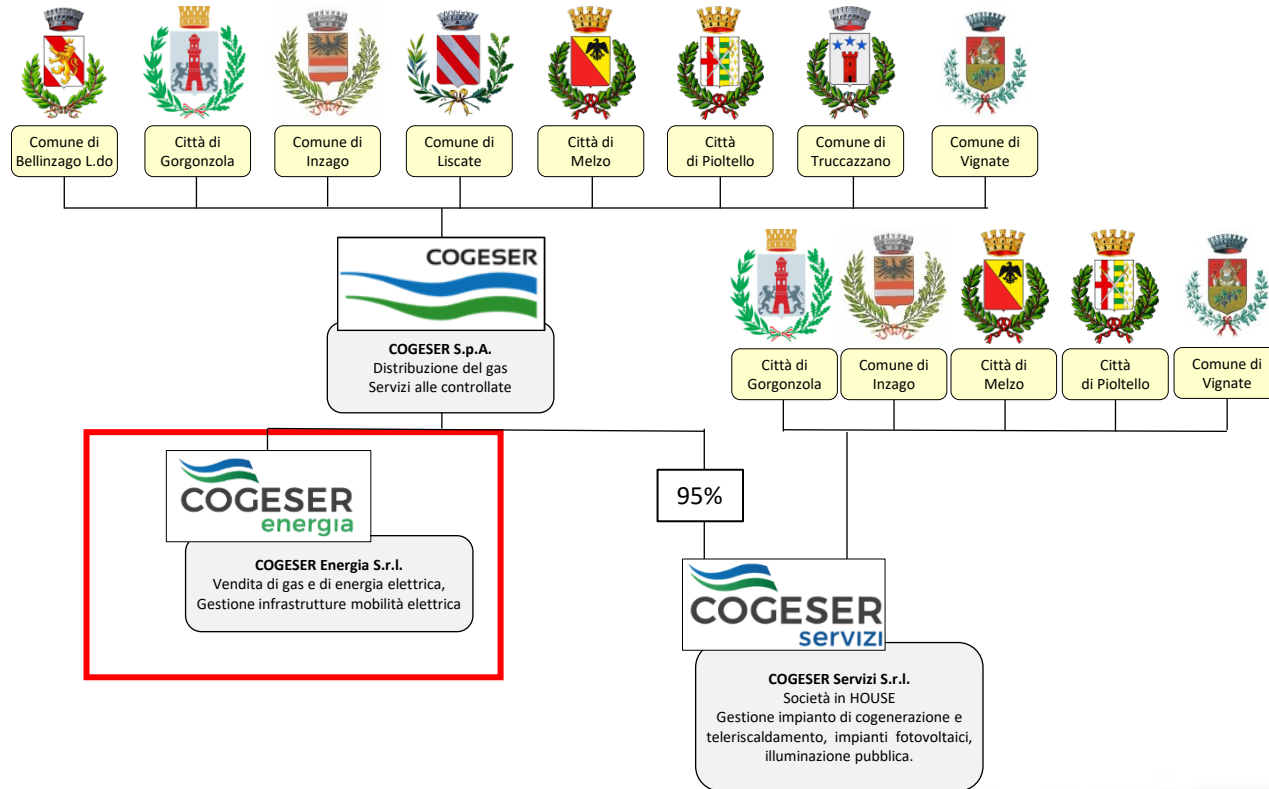 Comune di
Bellinzago L.do
Città di
Gorgonzola
Comune di
Inzago
Comune di
Liscate
Città di
Melzo
Città
di Pioltello
Comune di
Truccazzano
Comune di
Vignate
COGESER
COGESER S.p.A.
Distribuzione del gas
Servizi alle controllate
Città di
Gorgonzola
Comune di
Inzago
Città di
Melzo
Città
di Pioltello
Comune di
Vignate
COGESER
energia
COGESER Energia S.r.l.
Vendita di gas e di energia elettrica,
Gestione infrastrutture mobilità elettrica
95%
COGESER
servizi
COGESER Servizi S.r.l.
Società in HOUSE
Gestione impianto di cogenerazione e
teleriscaldamento, impianti fotovoltaici,
illuminazione pubblica.